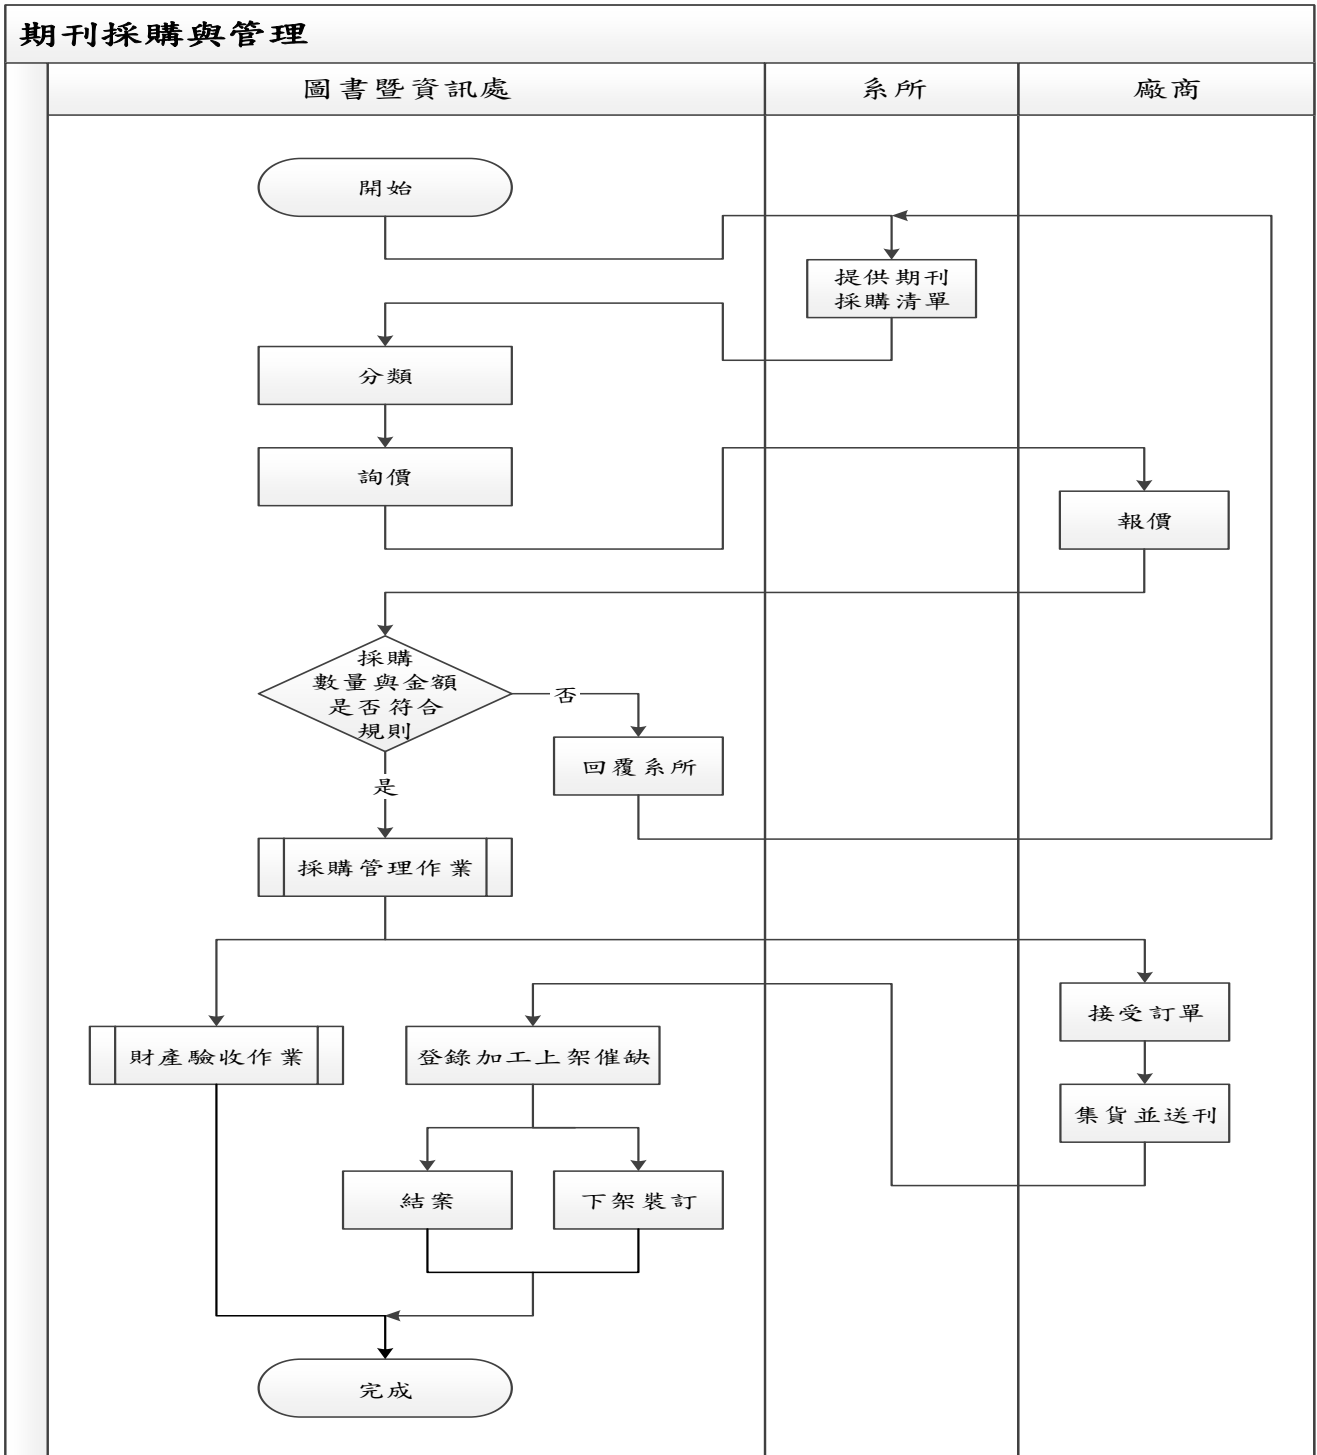 期刊採購與管理
圖書暨資訊處
系所
廠商
開始
提供期刊
採購清單
分類
詢價
報價
採購
數量與金額
是否符合
規則
否
回覆系所
是
採購管理作業
接受訂單
財產驗收作業
登錄加工上架催缺
集貨並送刊
結案
下架裝訂
完成